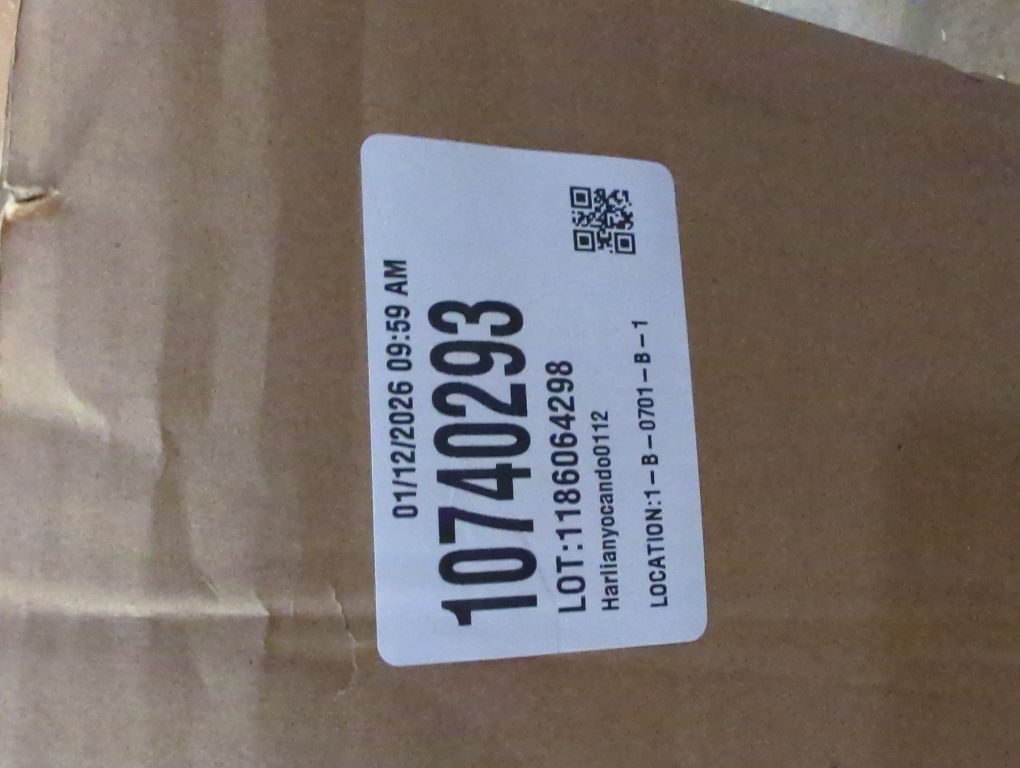 01/12/2026 09:59 AM
10740293
LOT:1186064298
Harlianyocando0112
LOCATION:1-B-0701-B-1